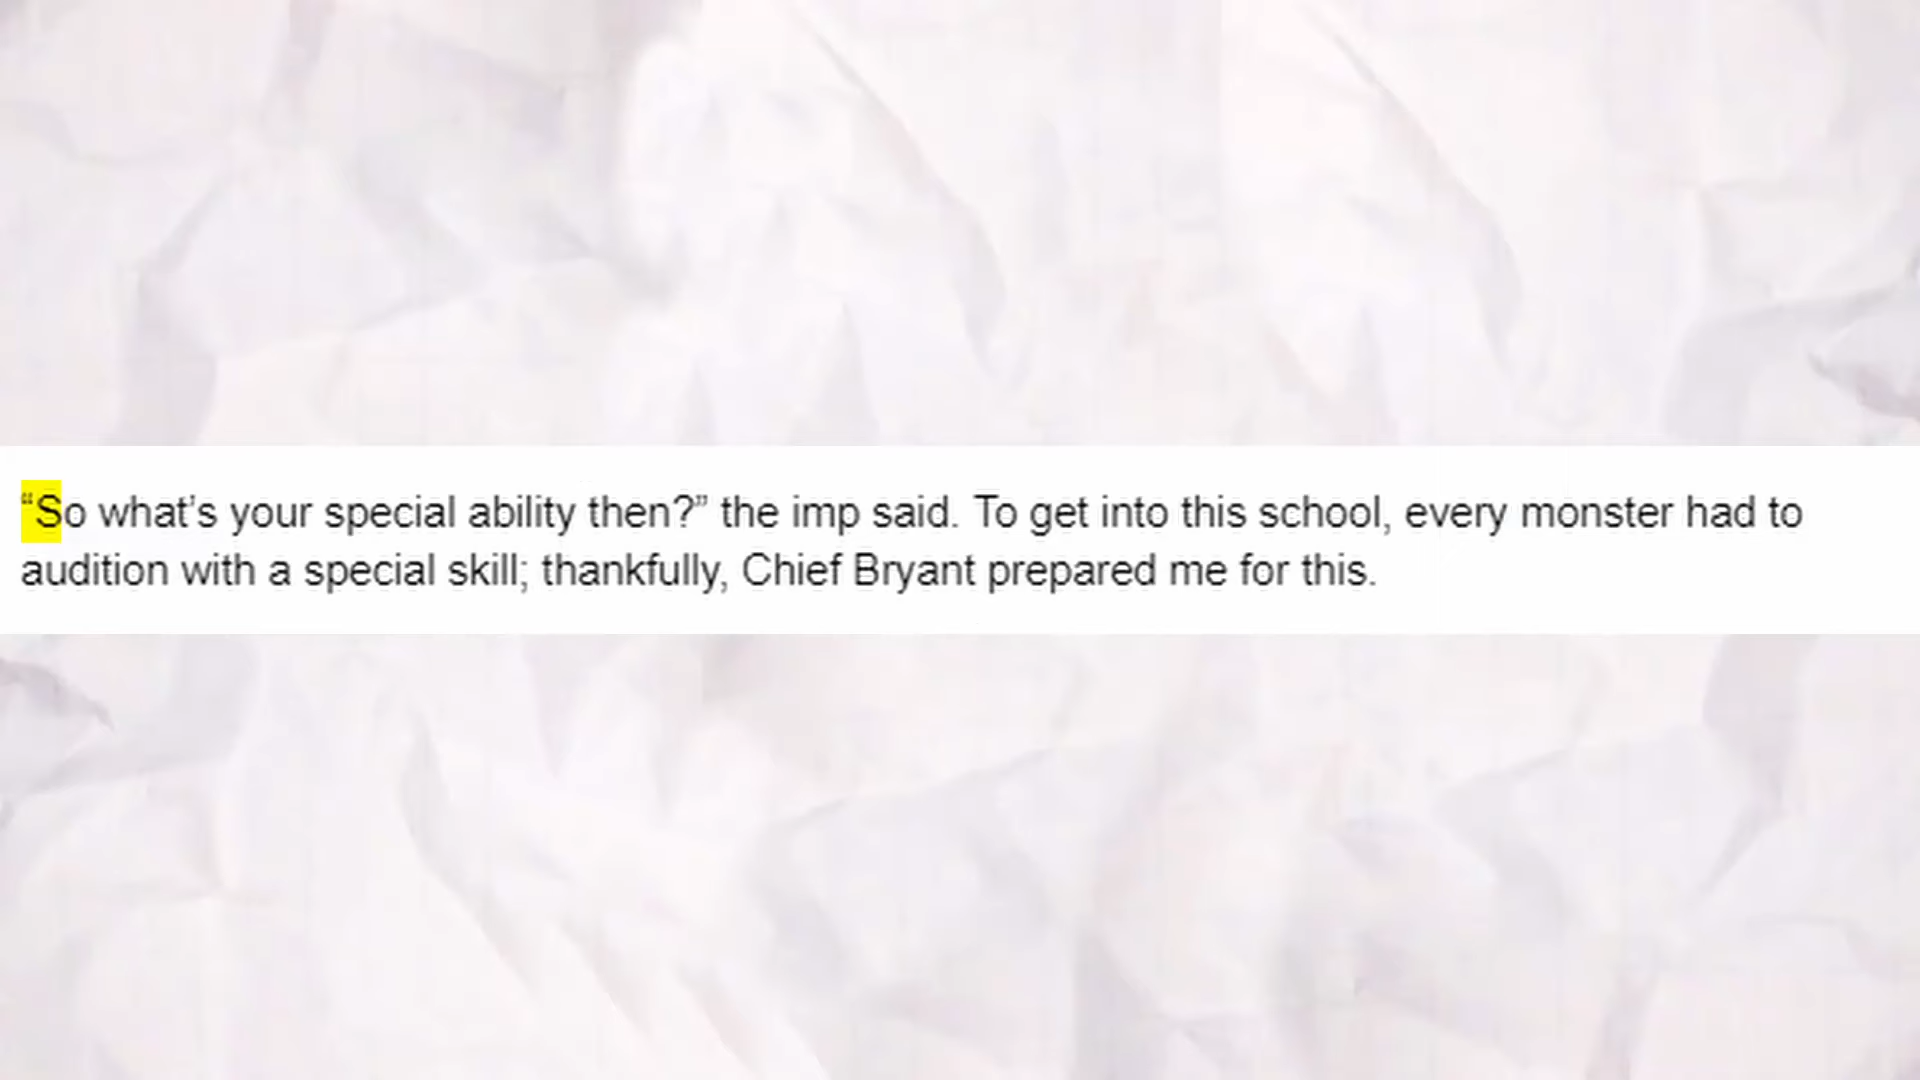 “So what’s your special ability then?” the imp said. To get into this school, every monster had to
audition with a special skill; thankfully, Chief Bryant prepared me for this.